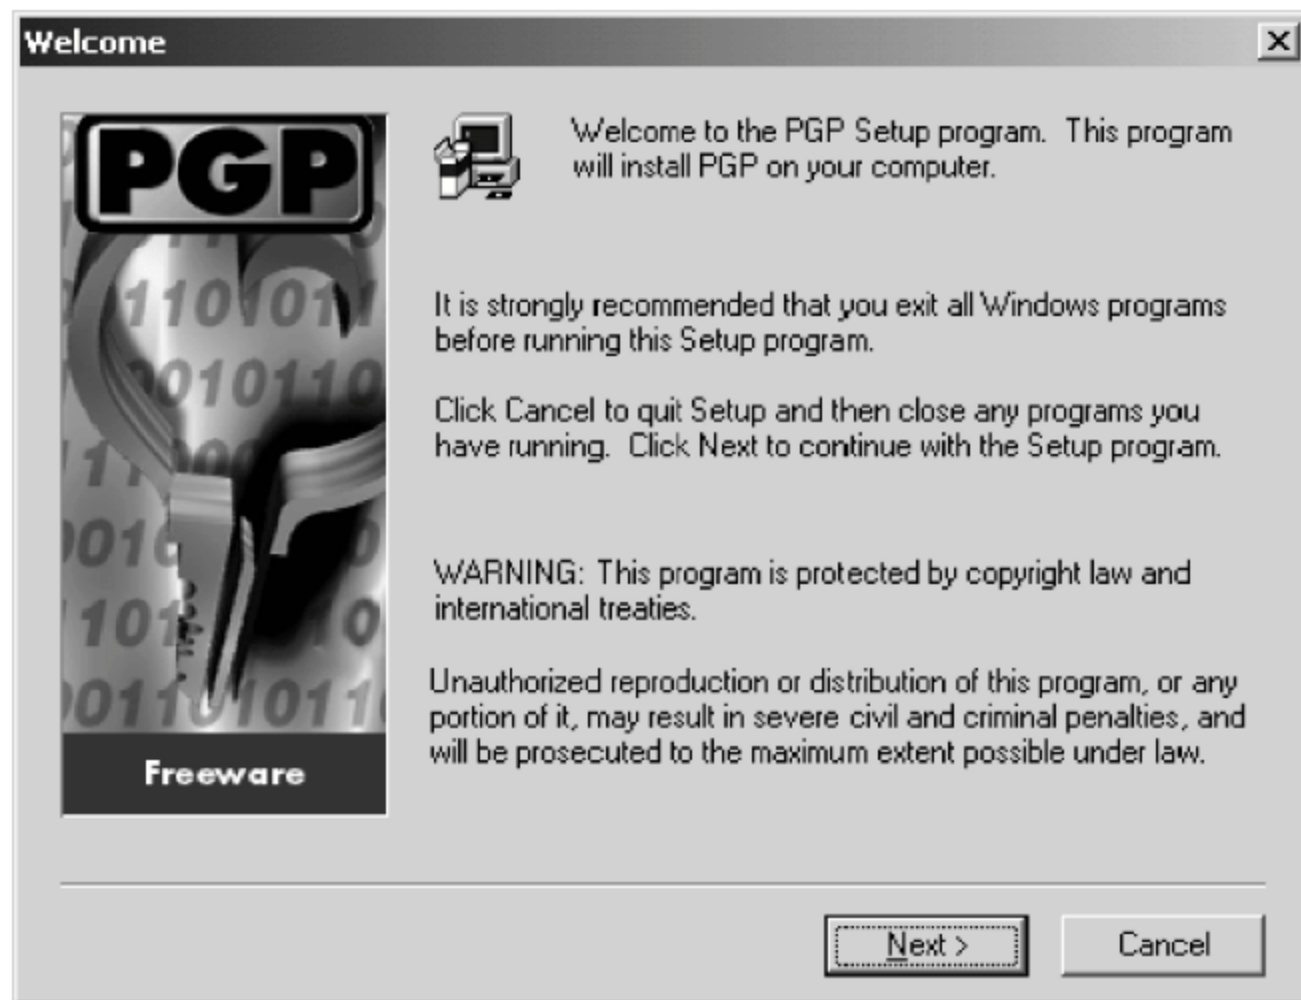 Welcome
PGP
Welcome to the PGP Setup program. This program
will install PGP on your computer.
It is strongly recommended that you exit all Windows programs
before running this Setup program.
Click Cancel to quit Setup and then close any programs you
have running. Click Next to continue with the Setup program.
WARNING: This program is protected by copyright law and
international treaties.
Unauthorized reproduction or distribution of this program, or any
portion of it, may result in severe civil and criminal penalties, and
will be prosecuted to the maximum extent possible under law.
Freeware
Next >
Cancel